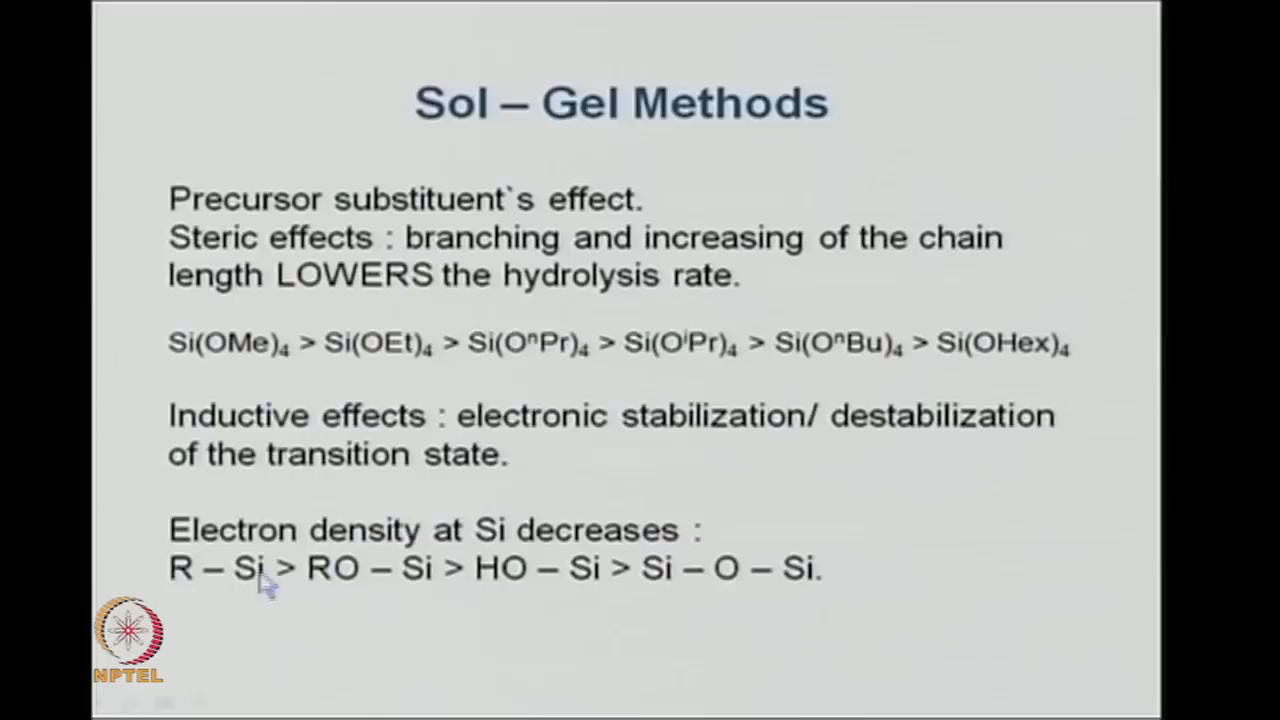 Sol – Gel Methods
Precursor substituent`s effect.
Steric effects : branching and increasing of the chain
length LOWERS the hydrolysis rate.
Si(OMe)₄ > Si(OEt)₄ > Si(OⁿPr)₄ > Si(OⁱPr)₄ > Si(OⁿBu)₄ > Si(OHex)₄
Inductive effects : electronic stabilization/ destabilization
of the transition state.
Electron density at Si decreases :
R – Si > RO – Si > HO – Si > Si – O – Si.
NPTEL